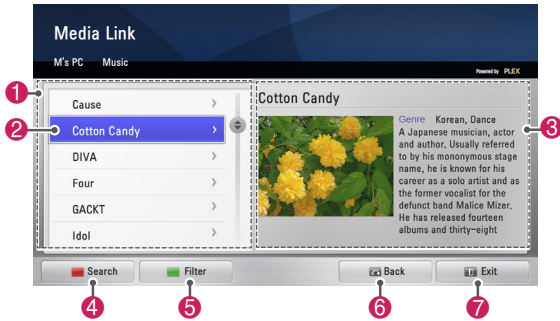 Media Link
M's PC Music
Powered by PLEX
1
Cause
2
Cotton Candy
DIVA
Four
GACKT
Idol
Cotton Candy
3
Genre Korean, Dance
A Japanese musician, actor
and author. Usually referred
to by his mononymous stage
name, he is known for his
career as a solo artist and as
the former vocalist for the
defunct band Malice Mizer.
He has released fourteen
albums and thirty-eight
Search
Filter
Back
Exit
4
5
6
7